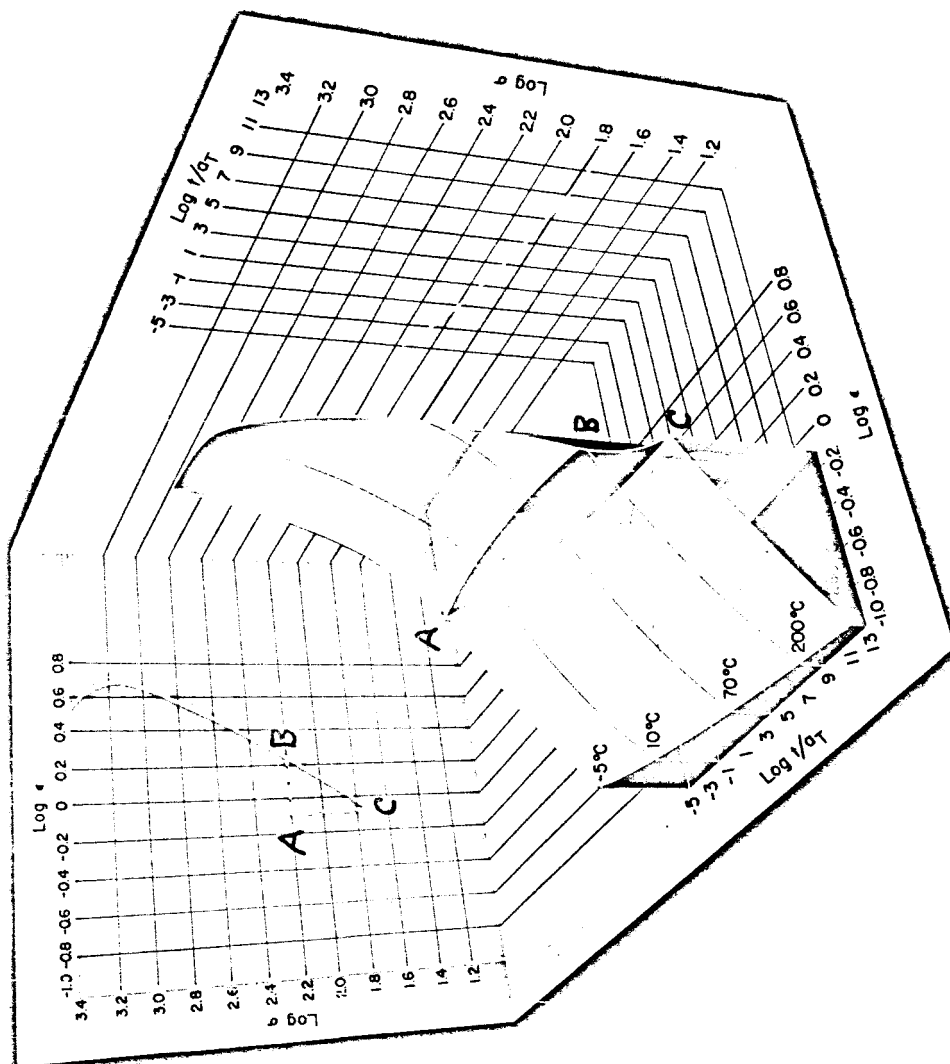 Log ϵ
-1.0 -0.8 -0.6 -0.4 -0.2 0 0.2 0.4 0.6 0.8
3.4
3.2
3.0
2.8
2.6
2.4
2.2
2.0
1.8
1.6
1.4
1.2
Log σ
A
B
C
Log t/aT
-5 -3 -1 1 3 5 7 9 11 13
3.4
3.2
3.0
2.8
2.6
2.4
2.2
2.0
1.8
1.6
1.4
1.2
Log σ
A
B
C
-5°C
10°C
70°C
200°C
-5
-3
-1
1
3
5
7
9
11
13
Log t/aT
-1.0 -0.8 -0.6 -0.4 -0.2 0 0.2 0.4 0.6 0.8
Log ϵ